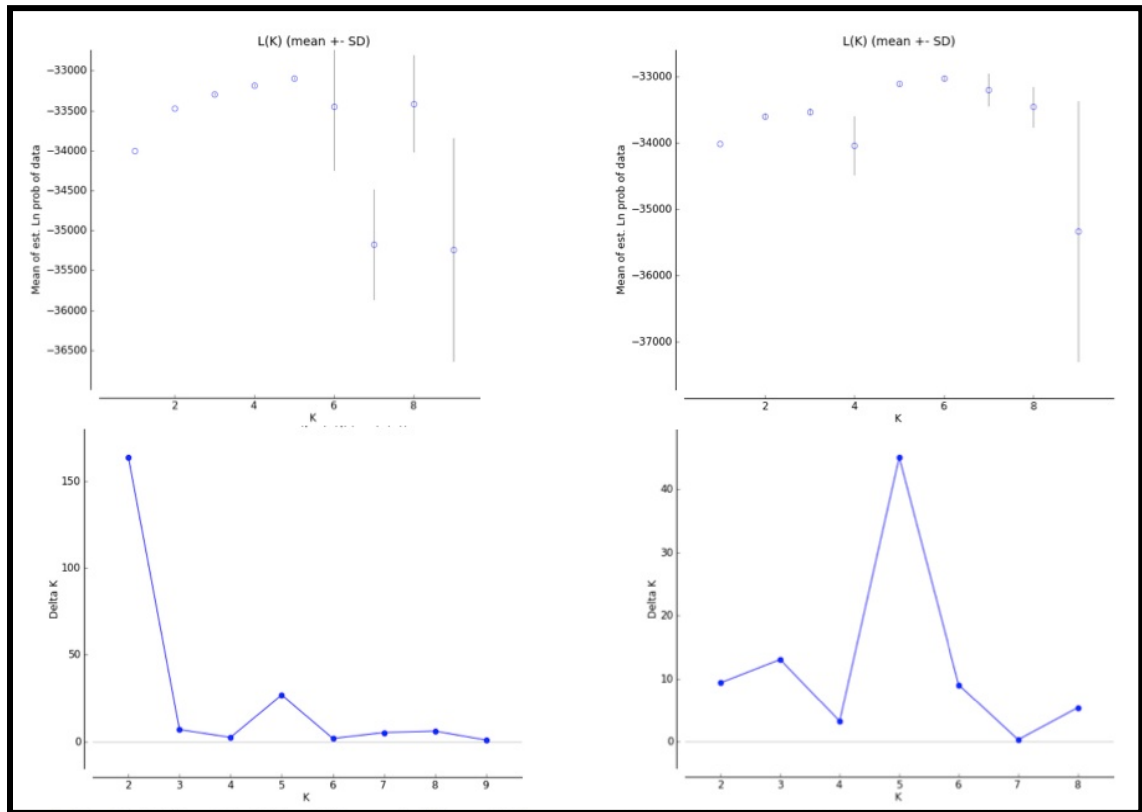 L(K) (mean +- SD)
Mean of est. Ln prob of data
−33000
−33500
−34000
−34500
−35000
−35500
−36000
−36500
2 4 6 8
K
L(K) (mean +- SD)
Mean of est. Ln prob of data
−33000
−34000
−35000
−36000
−37000
2 4 6 8
K
Delta K
150
100
50
0
2 3 4 5 6 7 8 9
K
Delta K
40
30
20
10
0
2 3 4 5 6 7 8
K